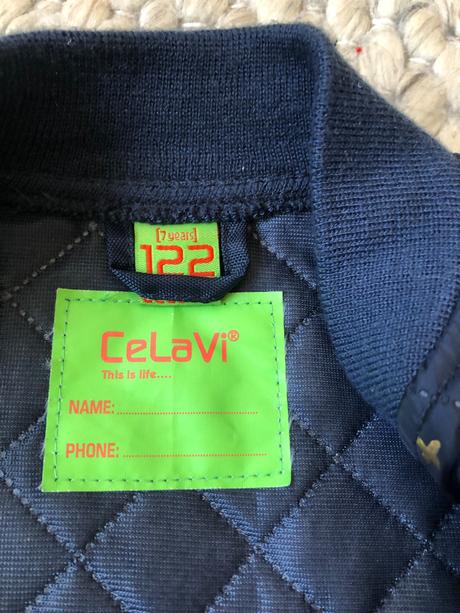 [7 years]
122
CeLaVi®
This is life....
NAME:..........................................
PHONE:........................................